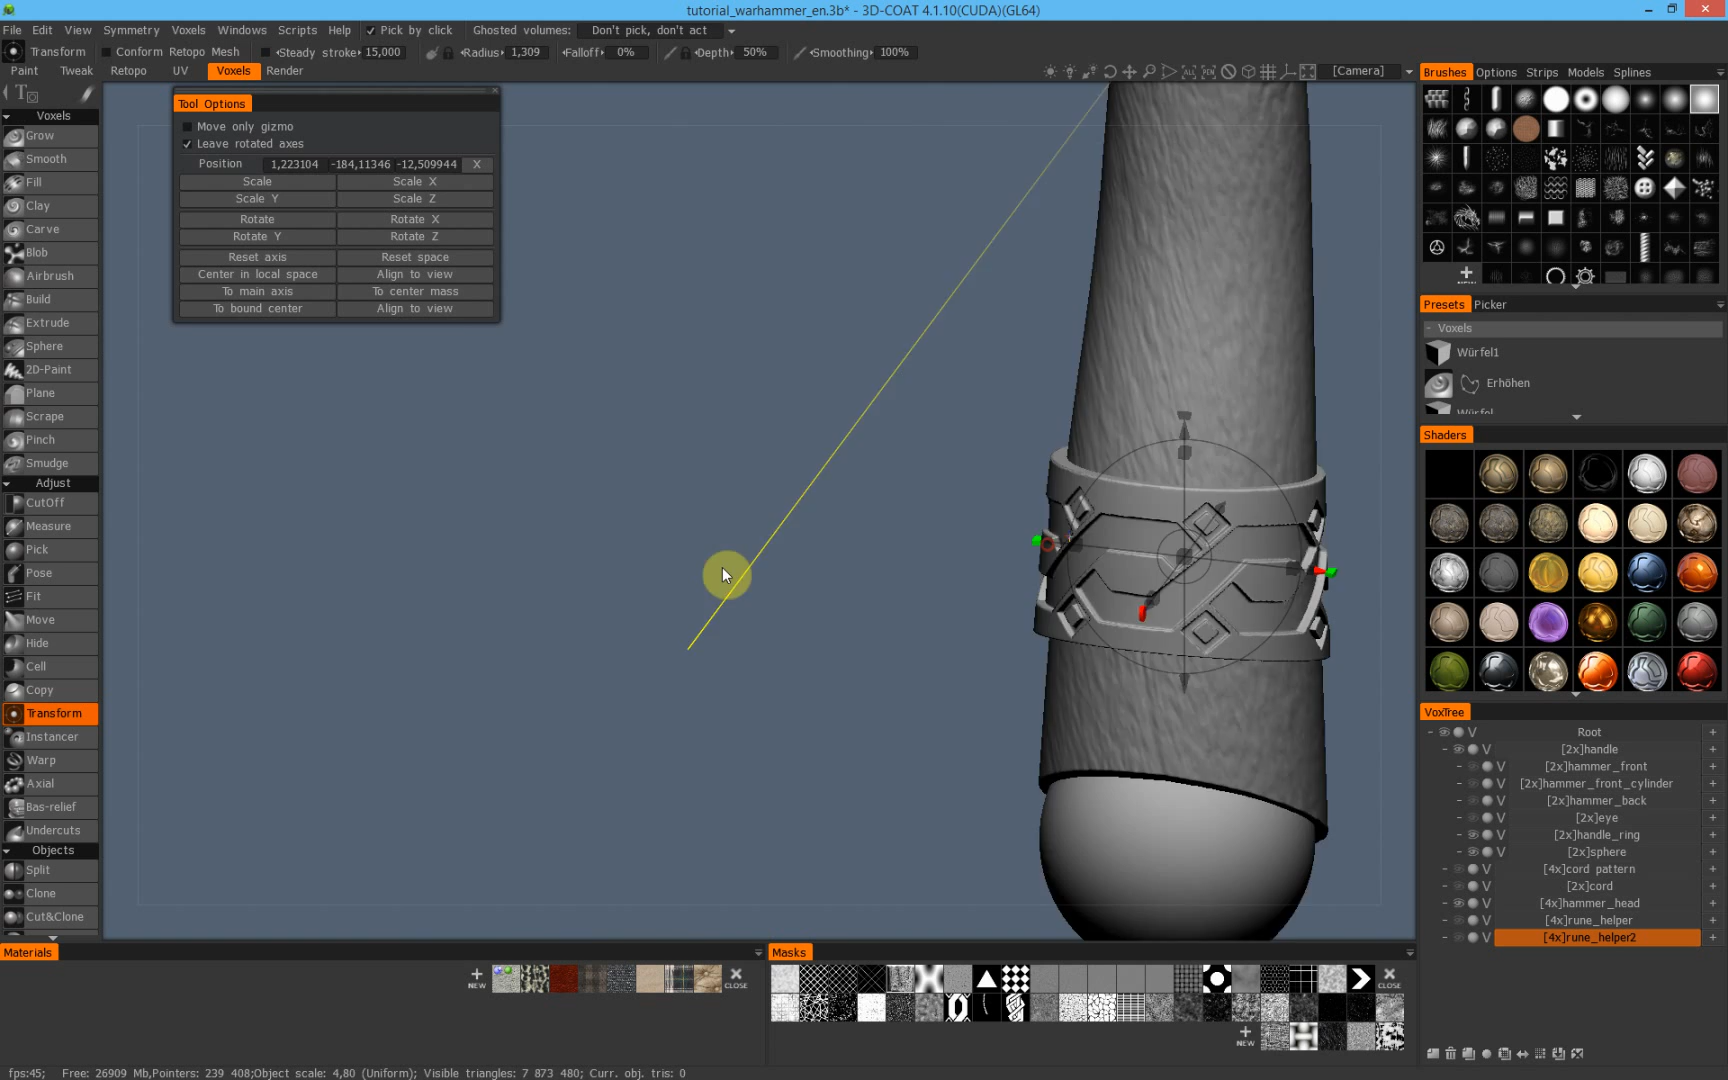 tutorial_warhammer_en.3b* - 3D-COAT 4.1.10(CUDA)(GL64)
File Edit View Symmetry Voxels Windows Scripts Help Pick by click Ghosted volumes: Don't pick, don't act
Transform Conform Retopo Mesh Steady stroke 15,000 Radius 1,309 Falloff 0% Depth 50% Smoothing 100%
Paint Tweak Retopo UV Voxels Render [Camera]
Brushes Options Strips Models Splines
Voxels
Grow
Smooth
Fill
Clay
Carve
Blob
Airbrush
Build
Extrude
Sphere
2D-Paint
Plane
Scrape
Pinch
Smudge
Adjust
CutOff
Measure
Pick
Pose
Fit
Move
Hide
Cell
Copy
Transform
Instancer
Warp
Axial
Bas-relief
Undercuts
Objects
Split
Clone
Cut&Clone
Tool Options
Move only gizmo
Leave rotated axes
Position 1,223104 -184,11346 -12,509944 X
Scale Scale X
Scale Y Scale Z
Rotate Rotate X
Rotate Y Rotate Z
Reset axis Reset space
Center in local space Align to view
To main axis To center mass
To bound center Align to view
NEW
Presets Picker
Voxels
Würfel1
Erhöhen
Würfel
Shaders
VoxTree
Root
[2x]handle
[2x]hammer_front
[2x]hammer_front_cylinder
[2x]hammer_back
[2x]eye
[2x]handle_ring
[2x]sphere
[4x]cord pattern
[2x]cord
[4x]hammer_head
[4x]rune_helper
[4x]rune_helper2
Materials
NEW
CLOSE
Masks
CLOSE
NEW
fps:45; Free: 26909 Mb,Pointers: 239 408;Object scale: 4,80 (Uniform); Visible triangles: 7 873 480; Curr. obj. tris: 0